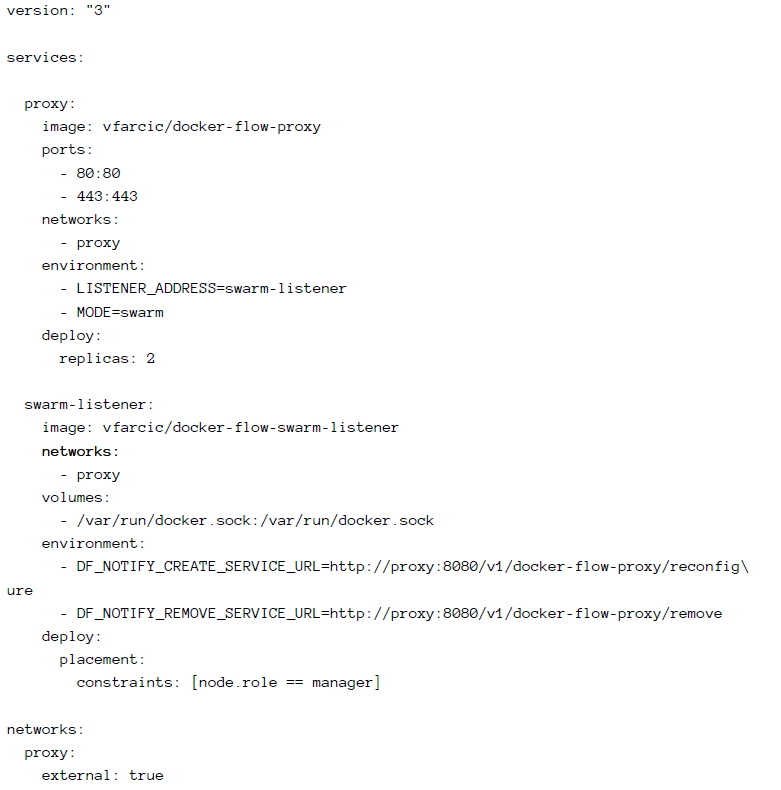 version: "3"

services:

  proxy:
    image: vfarcic/docker-flow-proxy
    ports:
      - 80:80
      - 443:443
    networks:
      - proxy
    environment:
      - LISTENER_ADDRESS=swarm-listener
      - MODE=swarm
    deploy:
      replicas: 2

  swarm-listener:
    image: vfarcic/docker-flow-swarm-listener
    networks:
      - proxy
    volumes:
      - /var/run/docker.sock:/var/run/docker.sock
    environment:
      - DF_NOTIFY_CREATE_SERVICE_URL=http://proxy:8080/v1/docker-flow-proxy/reconfig\
ure
      - DF_NOTIFY_REMOVE_SERVICE_URL=http://proxy:8080/v1/docker-flow-proxy/remove
    deploy:
      placement:
        constraints: [node.role == manager]

networks:
  proxy:
    external: true